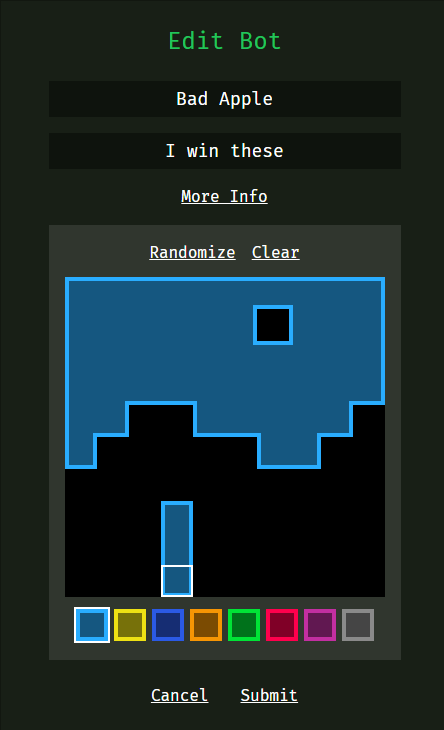 Edit Bot
Bad Apple
I win these
More Info
Randomize Clear
Cancel Submit